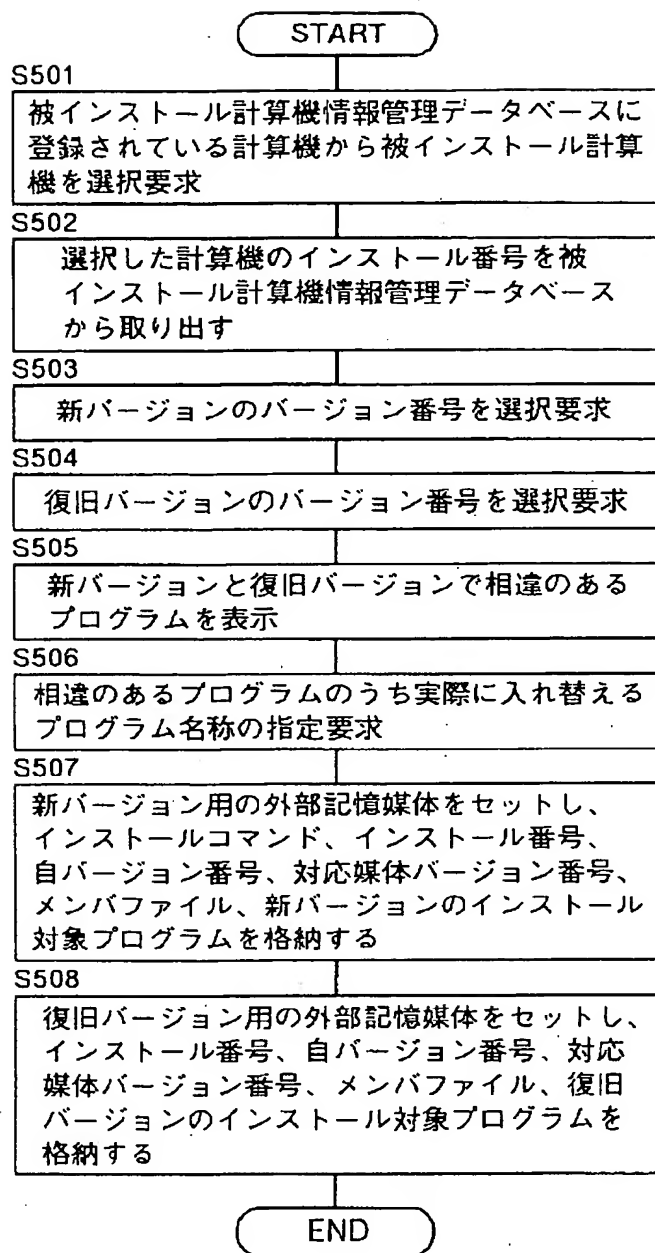 START
S501
被インストール計算機情報管理データベースに
登録されている計算機から被インストール計算
機を選択要求
S502
選択した計算機のインストール番号を被
インストール計算機情報管理データベース
から取り出す
S503
新バージョンのバージョン番号を選択要求
S504
復旧バージョンのバージョン番号を選択要求
S505
新バージョンと復旧バージョンで相違のある
プログラムを表示
S506
相違のあるプログラムのうち実際に入れ替える
プログラム名称の指定要求
S507
新バージョン用の外部記憶媒体をセットし、
インストールコマンド、インストール番号、
自バージョン番号、対応媒体バージョン番号、
メンバファイル、新バージョンのインストール
対象プログラムを格納する
S508
復旧バージョン用の外部記憶媒体をセットし、
インストール番号、自バージョン番号、対応
媒体バージョン番号、メンバファイル、復旧
バージョンのインストール対象プログラムを
格納する
END